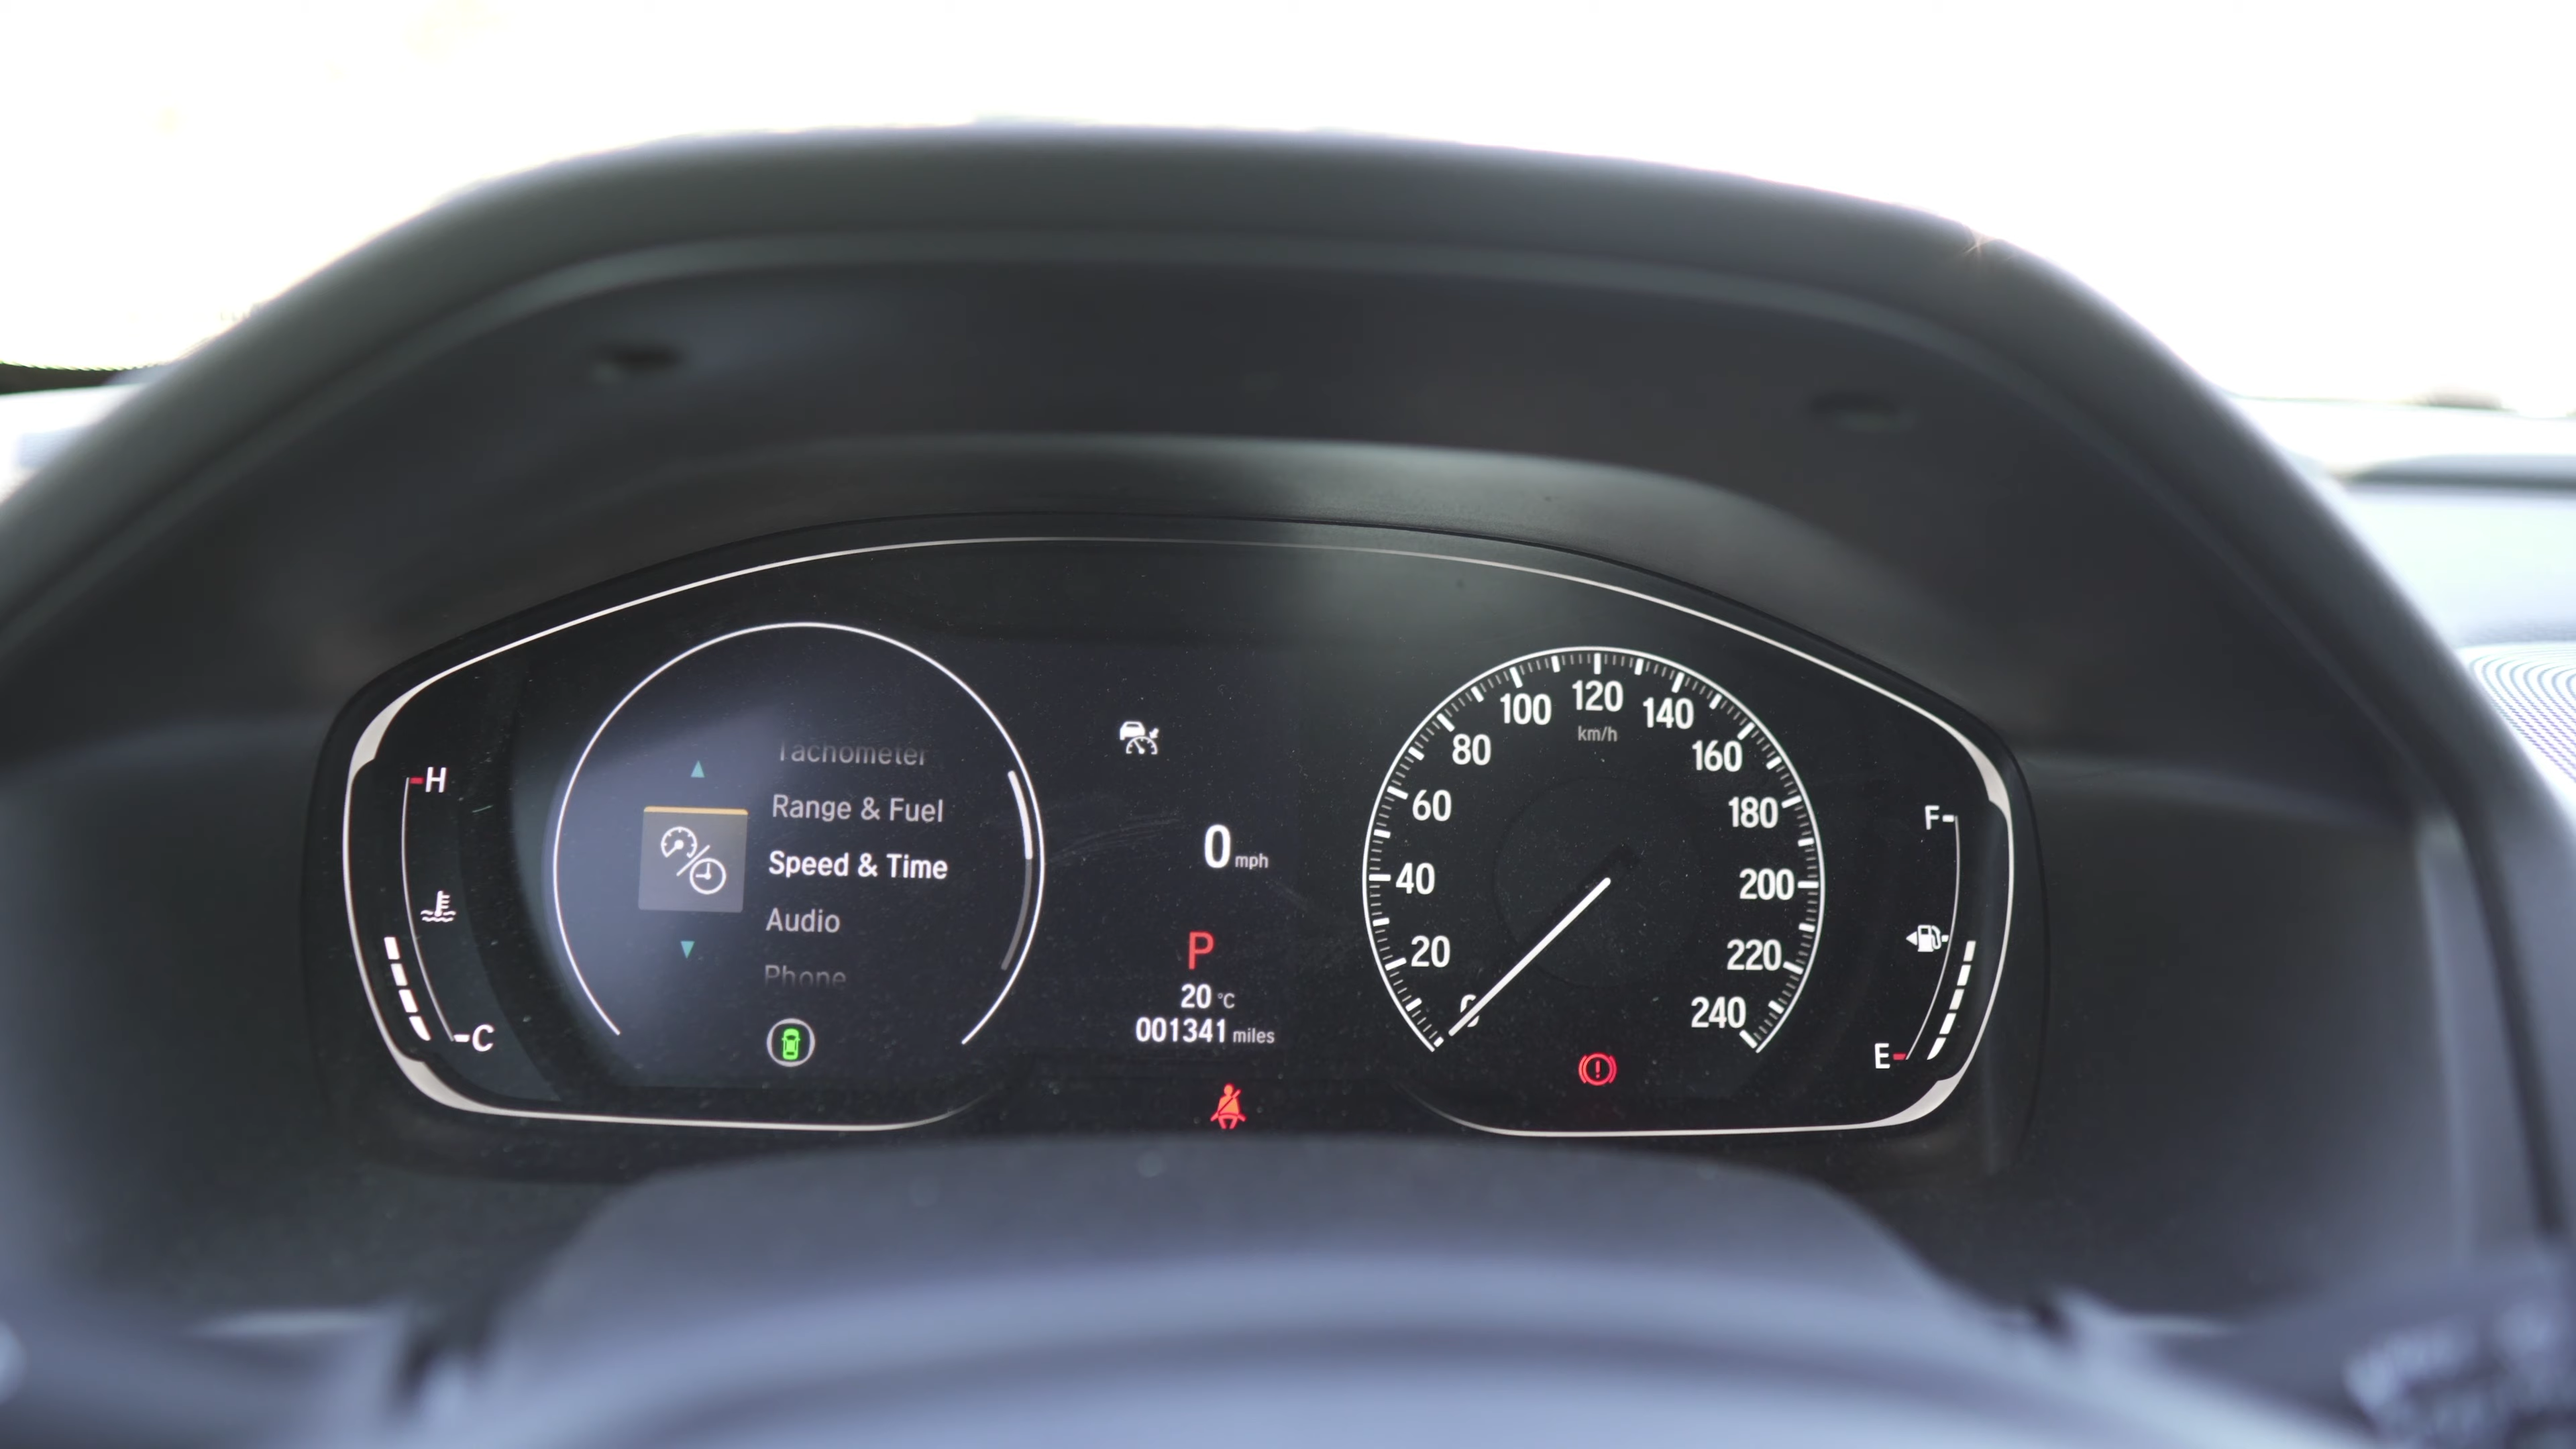 H
C
Tachometer
Range & Fuel
Speed & Time
Audio
Phone
0 mph
P
20 °C
001341 miles
0
20
40
60
80
100
120
140
160
180
200
220
240
km/h
F
E